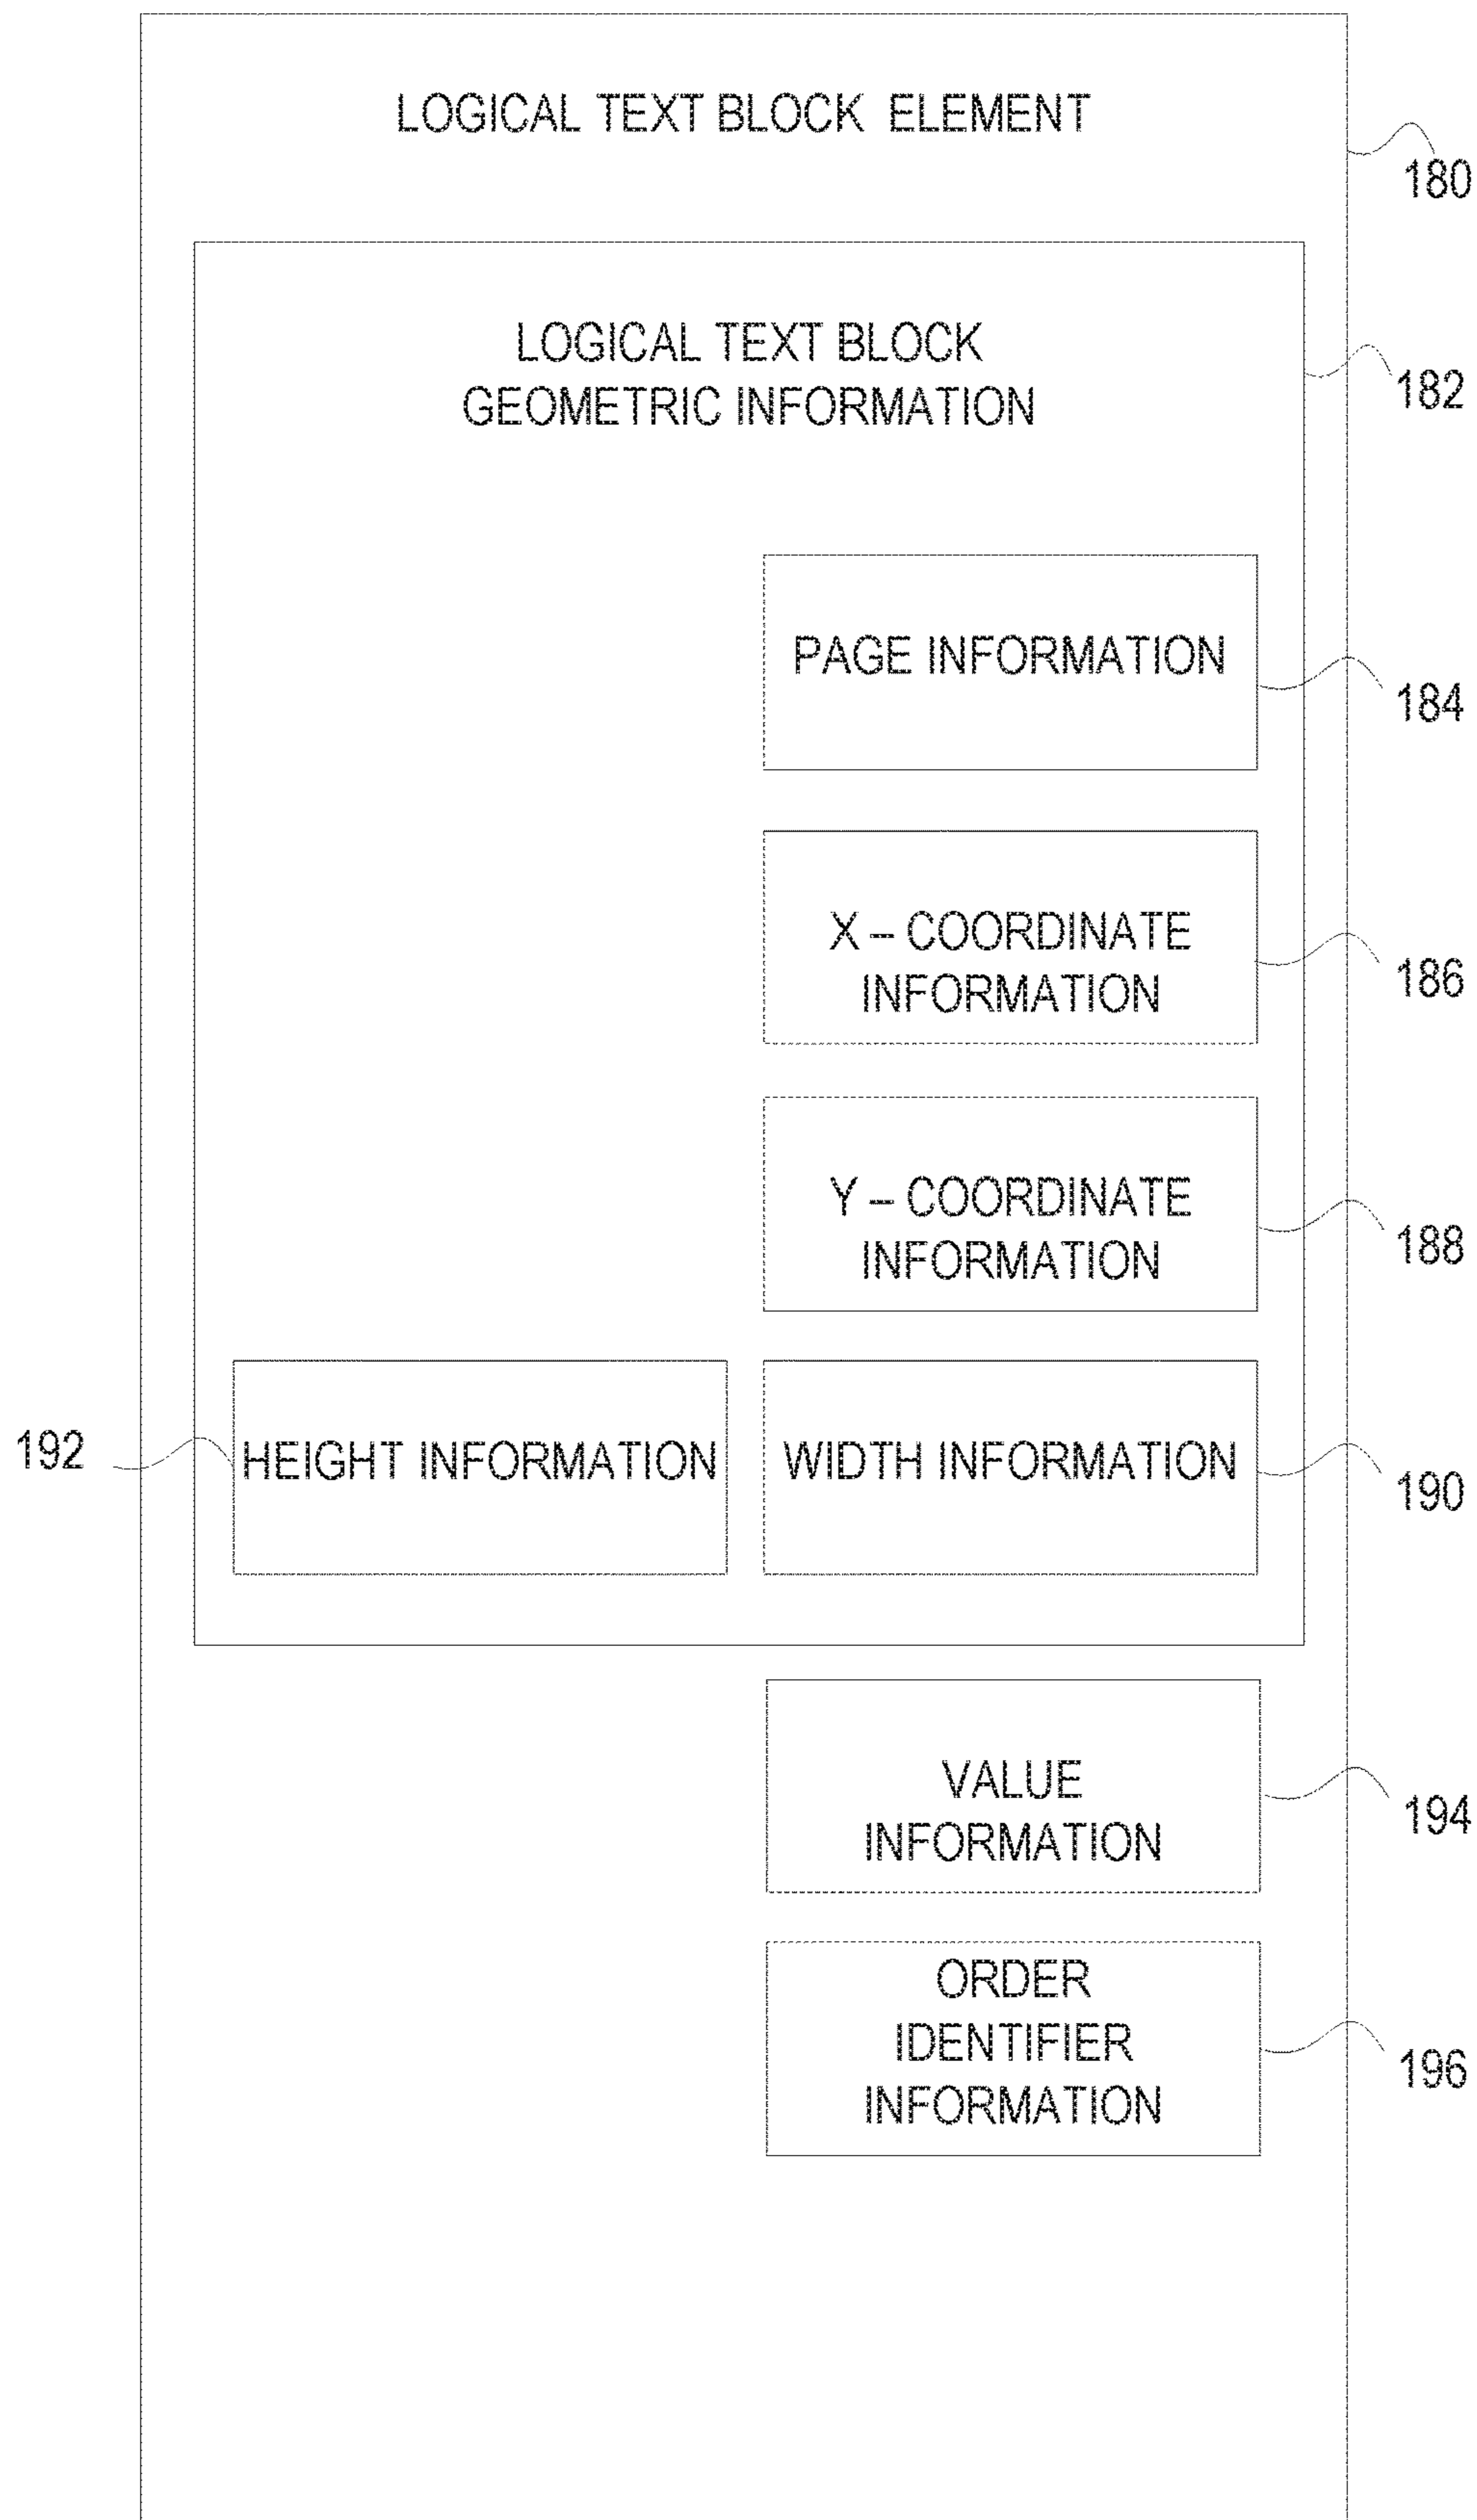 LOGICAL TEXT BLOCK ELEMENT
180
LOGICAL TEXT BLOCK
GEOMETRIC INFORMATION
182
PAGE INFORMATION
184
X – COORDINATE
INFORMATION
186
Y – COORDINATE
INFORMATION
188
192
HEIGHT INFORMATION
WIDTH INFORMATION
190
VALUE
INFORMATION
194
ORDER
IDENTIFIER
INFORMATION
196